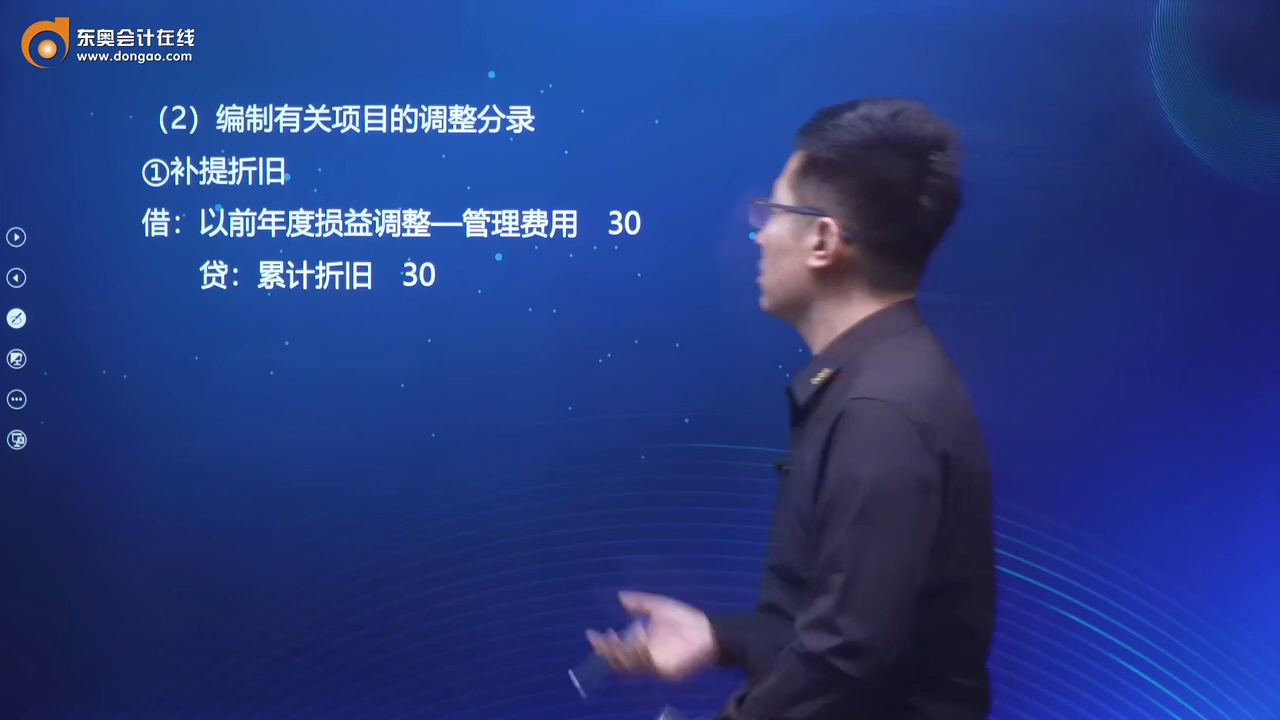 东奥会计在线
www.dongao.com
（2）编制有关项目的调整分录
①补提折旧
借：以前年度损益调整—管理费用 30
贷：累计折旧 30